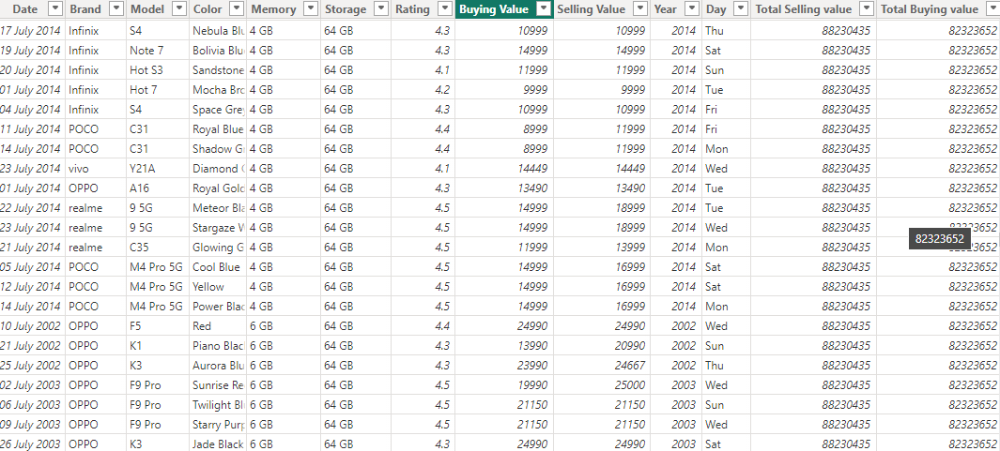 Date Brand Model Color Memory Storage Rating Buying Value Selling Value Year Day Total Selling value Total Buying value
17 July 2014 Infinix S4 Nebula Blu 4 GB 64 GB 4.3 10999 10999 2014 Thu 88230435 82323652
19 July 2014 Infinix Note 7 Bolivia Blu 4 GB 64 GB 4.3 14999 14999 2014 Sat 88230435 82323652
20 July 2014 Infinix Hot S3 Sandstone 4 GB 64 GB 4.1 11999 11999 2014 Sun 88230435 82323652
01 July 2014 Infinix Hot 7 Mocha Bro 4 GB 64 GB 4.2 9999 9999 2014 Tue 88230435 82323652
04 July 2014 Infinix S4 Space Grey 4 GB 64 GB 4.3 10999 10999 2014 Fri 88230435 82323652
11 July 2014 POCO C31 Royal Blue 4 GB 64 GB 4.4 8999 11999 2014 Fri 88230435 82323652
14 July 2014 POCO C31 Shadow G 4 GB 64 GB 4.4 8999 11999 2014 Mon 88230435 82323652
23 July 2014 vivo Y21A Diamond 4 GB 64 GB 4.1 14449 14449 2014 Wed 88230435 82323652
01 July 2014 OPPO A16 Royal Gold 4 GB 64 GB 4.3 13490 13490 2014 Tue 88230435 82323652
22 July 2014 realme 9 5G Meteor Bla 4 GB 64 GB 4.5 14999 18999 2014 Tue 88230435 82323652
23 July 2014 realme 9 5G Stargaze W 4 GB 64 GB 4.5 14999 18999 2014 Wed 88230435 82323652
82323652
21 July 2014 realme C35 Glowing G 4 GB 64 GB 4.5 11999 13999 2014 Mon 88230435 3652
05 July 2014 POCO M4 Pro 5G Cool Blue 4 GB 64 GB 4.5 14999 16999 2014 Sat 88230435 82323652
12 July 2014 POCO M4 Pro 5G Yellow 4 GB 64 GB 4.5 14999 16999 2014 Sat 88230435 82323652
14 July 2014 POCO M4 Pro 5G Power Blac 4 GB 64 GB 4.5 14999 16999 2014 Mon 88230435 82323652
10 July 2002 OPPO F5 Red 6 GB 64 GB 4.4 24990 24990 2002 Wed 88230435 82323652
21 July 2002 OPPO K1 Piano Blac 6 GB 64 GB 4.3 13990 20990 2002 Sun 88230435 82323652
25 July 2002 OPPO K3 Aurora Blu 6 GB 64 GB 4.3 23990 24667 2002 Thu 88230435 82323652
02 July 2003 OPPO F9 Pro Sunrise Re 6 GB 64 GB 4.5 19990 25000 2003 Wed 88230435 82323652
06 July 2003 OPPO F9 Pro Twilight Bl 6 GB 64 GB 4.5 21150 21150 2003 Sun 88230435 82323652
09 July 2003 OPPO F9 Pro Starry Purp 6 GB 64 GB 4.5 21150 21150 2003 Wed 88230435 82323652
26 July 2003 OPPO K3 Jade Black 6 GB 64 GB 4.3 24990 24990 2003 Sat 88230435 82323652